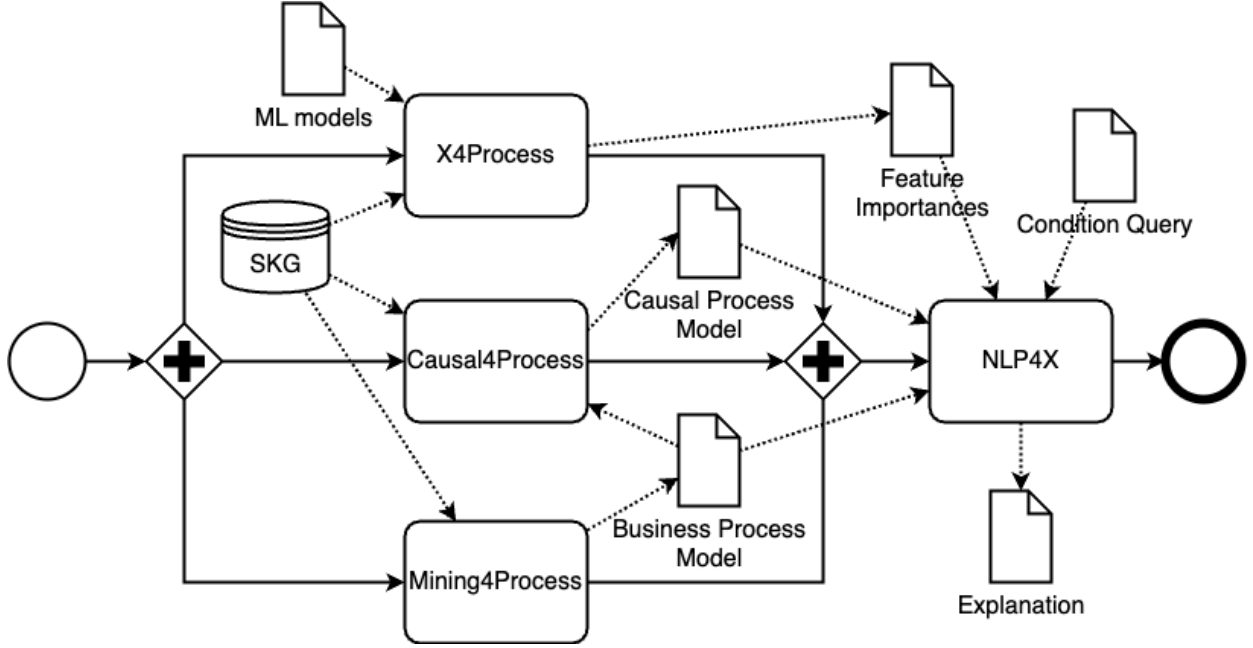 ML models
X4Process
Feature
Importances
Condition Query
SKG
Causal Process
Model
Causal4Process
NLP4X
Business Process
Model
Mining4Process
Explanation